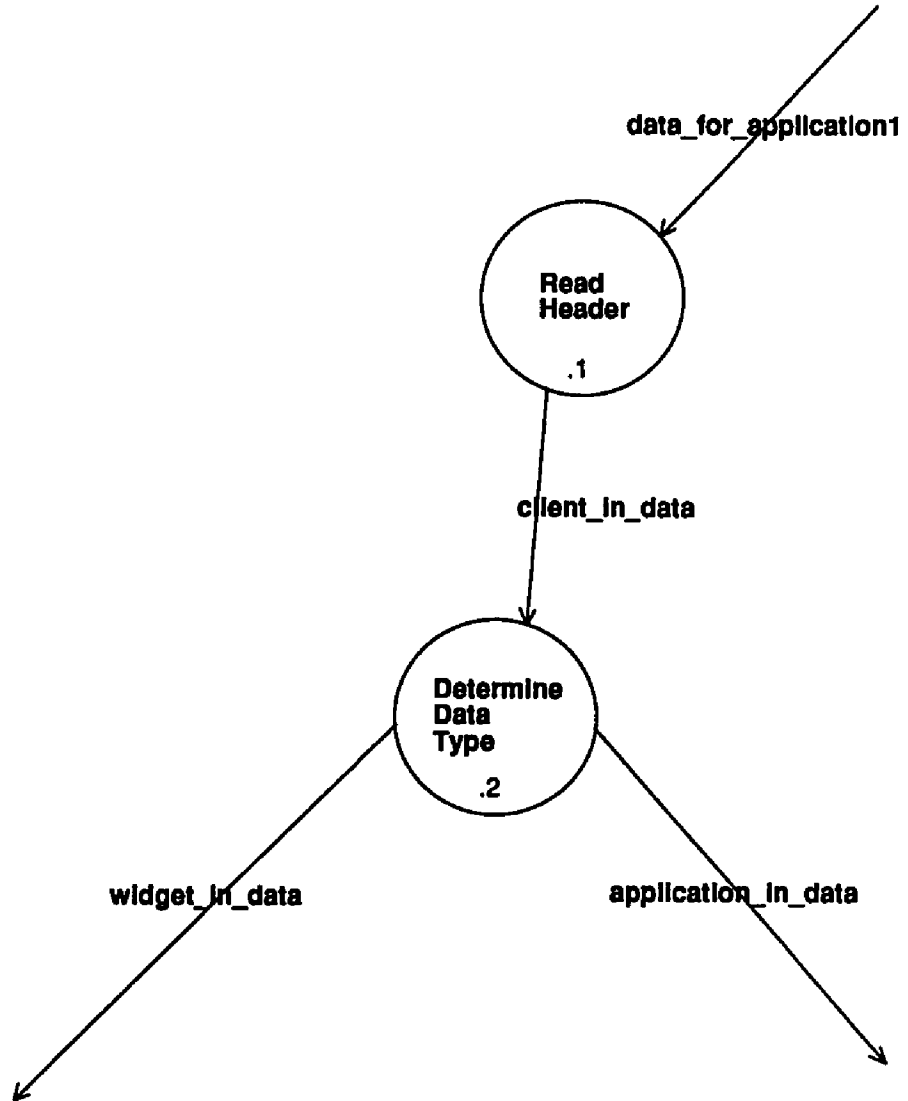 data_for_application1
Read
Header
.1
client_in_data
Determine
Data
Type
.2
widget_in_data
application_in_data